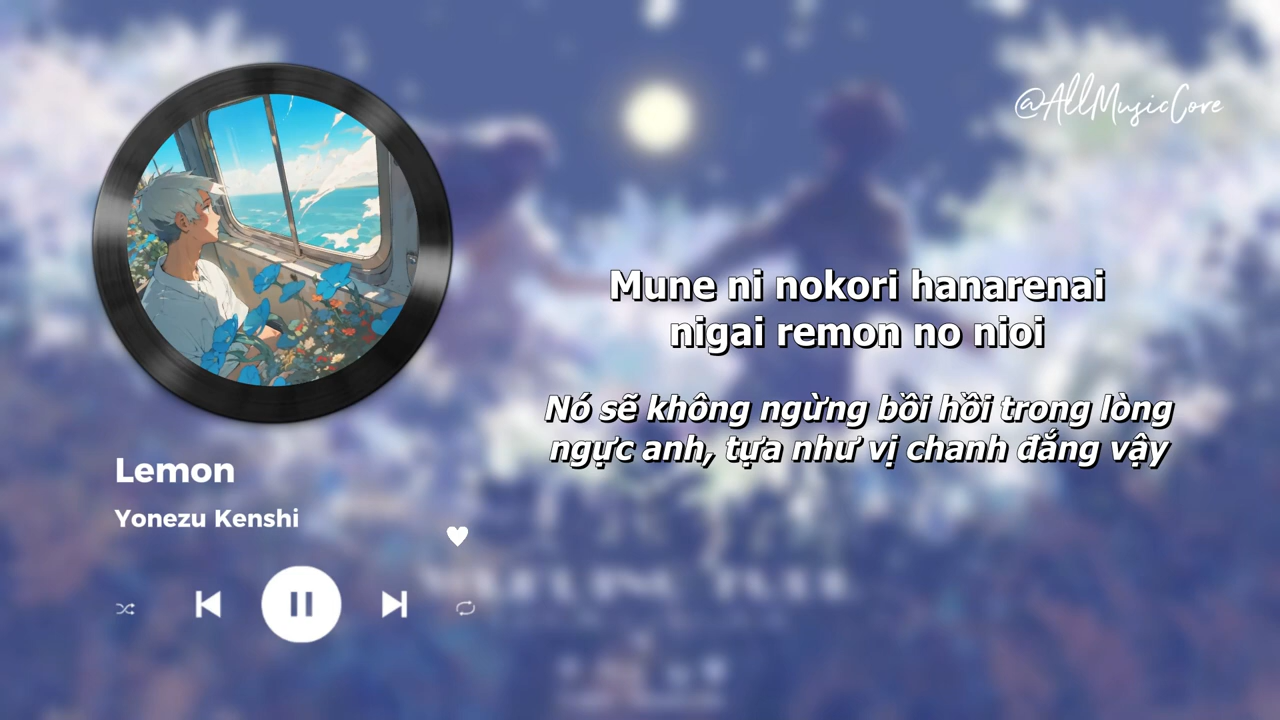 @AllMusicCore
Mune ni nokori hanarenai
nigai remon no nioi
Nó sẽ không ngừng bồi hồi trong lòng
ngực anh, tựa như vị chanh đắng vậy
Lemon
Yonezu Kenshi